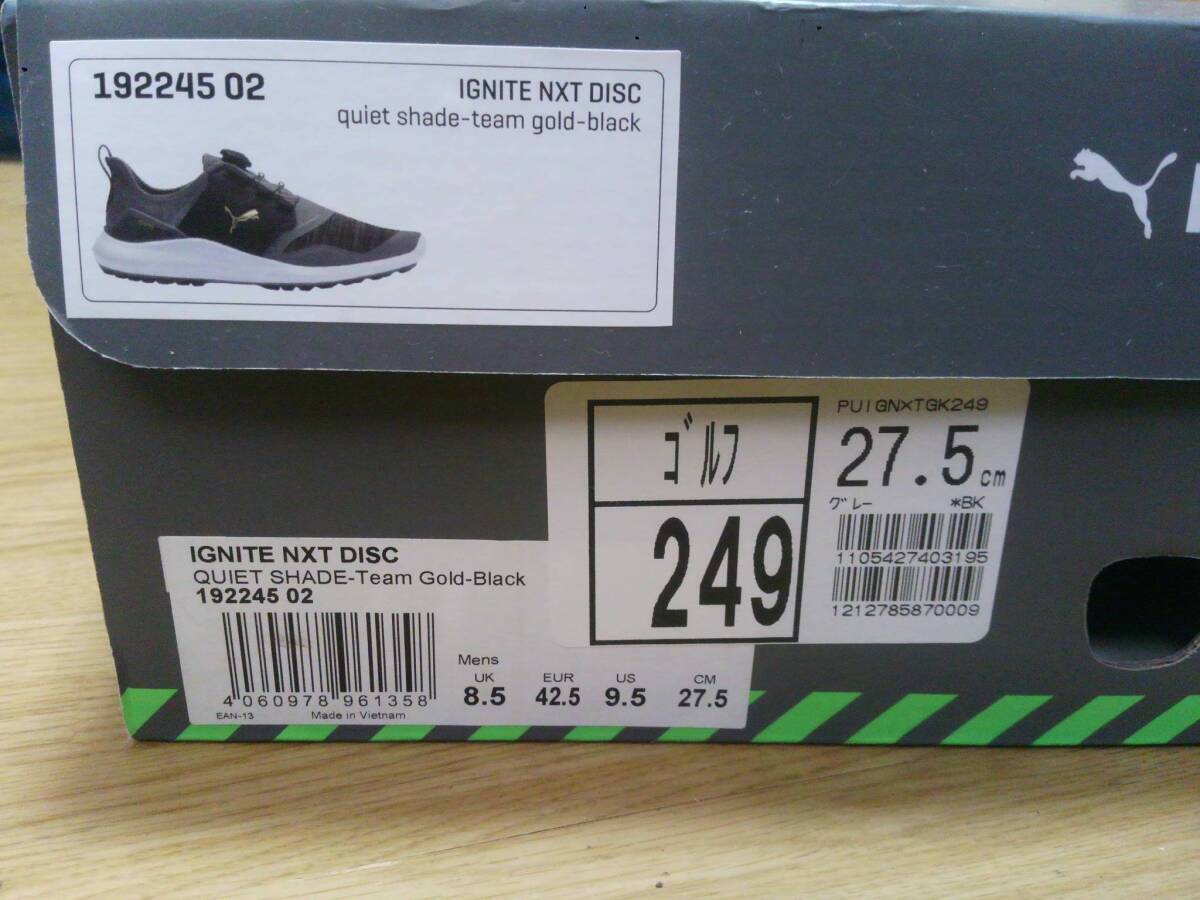 192245 02
IGNITE NXT DISC
quiet shade-team gold-black
ｺﾞﾙﾌ
249
PUIGNXTGK249
27.5cm
ｸﾞﾚｰ *BK
1105427403195
1212785870009
IGNITE NXT DISC
QUIET SHADE-Team Gold-Black
192245 02
4 060978 961358
EAN-13 Made in Vietnam
Mens
UK EUR US CM
8.5 42.5 9.5 27.5